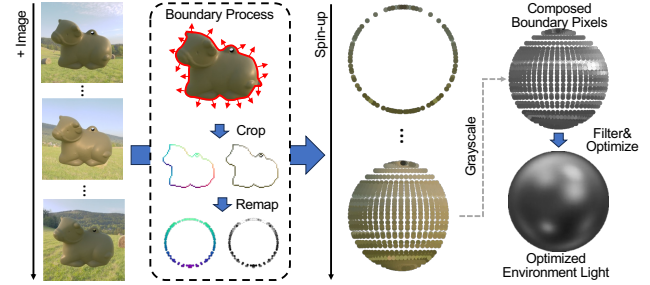 + Image
Boundary Process
Crop
Remap
Spin-up
Grayscale
Composed
Boundary Pixels
Filter&
Optimize
Optimized
Environment Light